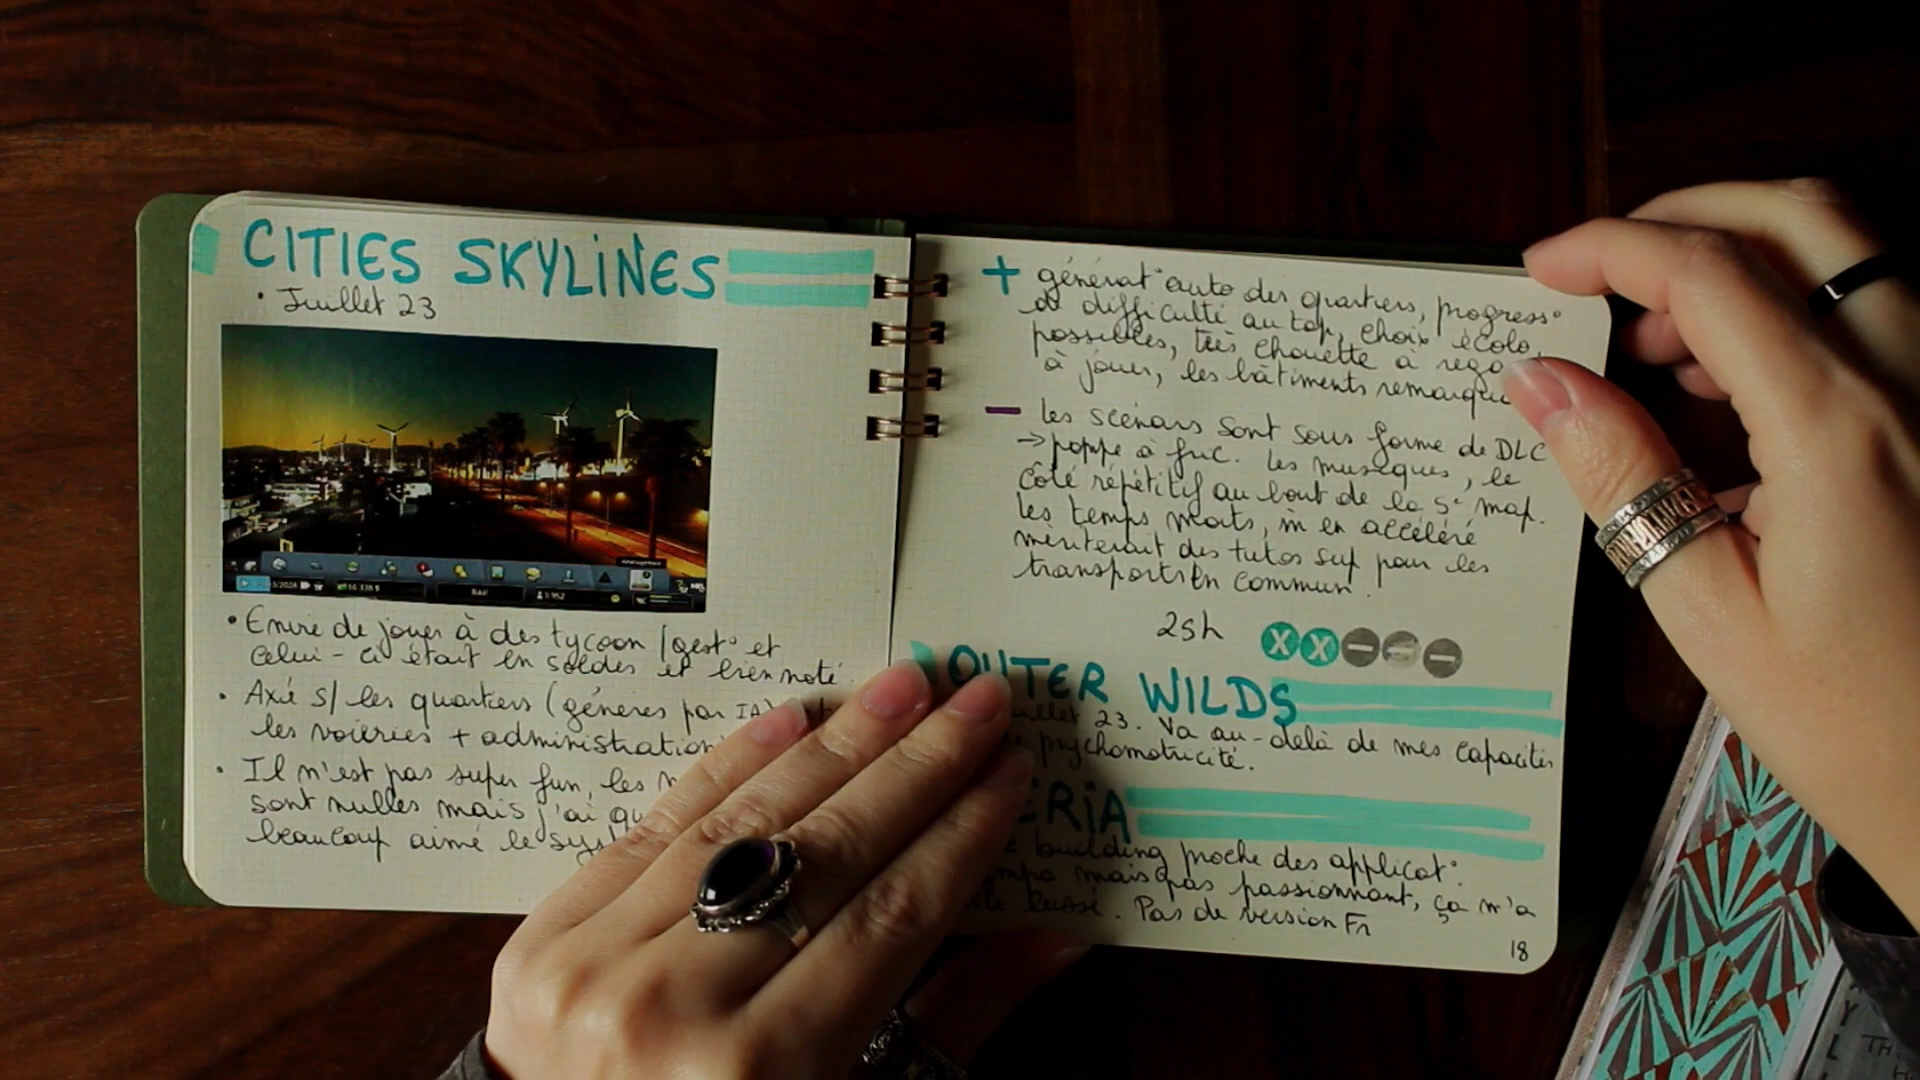 CITIES SKYLINES
• Juillet 23
• Envie de jouer à des tycoon / gest° et
celui-ci était en soldes et bien noté.
• Axé s/ les quartiers (générés par IA)
les voieries + administration
• Il n'est pas super fun, les
sont nulles mais j'ai
beaucoup aimé le
+ générat° auto des quartiers, progress°
de difficulté au top, choix écolo
possibles, très chouette à
à jouer, les bâtiments
- les scénars sont sous forme de DLC
→ poppe à fric. Les musiques, le
côté répétitif au bout de la 5e map.
les temps morts, m en accéléré
mériterait des tutos sup pour les
transports en commun.
25h
OUTER WILDS
23. Va au-delà de mes capacités
psychomotricité.
building proche des applicat°.
mais pas passionnant, ça m'a
lassé. Pas de version Fr
18
TH